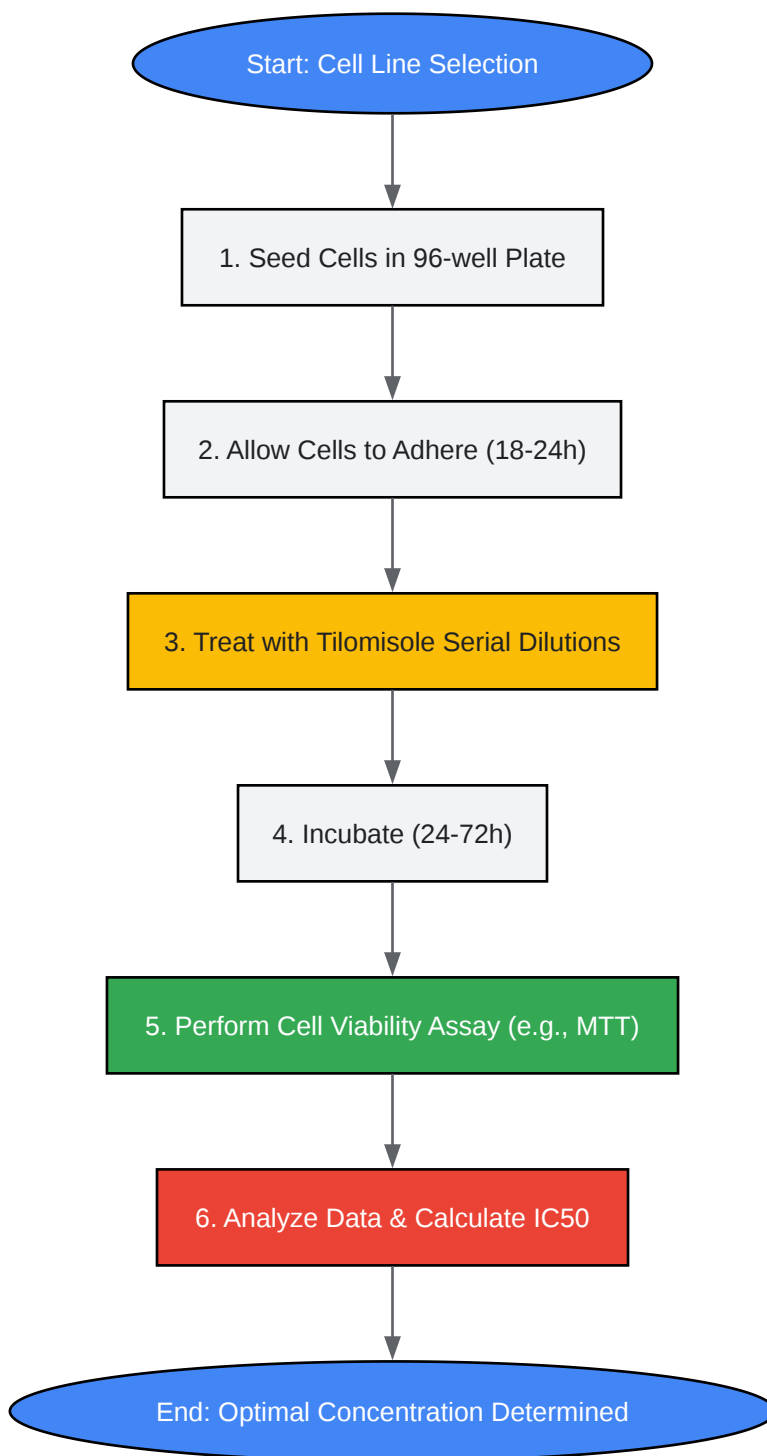 Start: Cell Line Selection
1. Seed Cells in 96-well Plate
2. Allow Cells to Adhere (18-24h)
3. Treat with Tilomisole Serial Dilutions
4. Incubate (24-72h)
5. Perform Cell Viability Assay (e.g., MTT)
6. Analyze Data & Calculate IC50
End: Optimal Concentration Determined